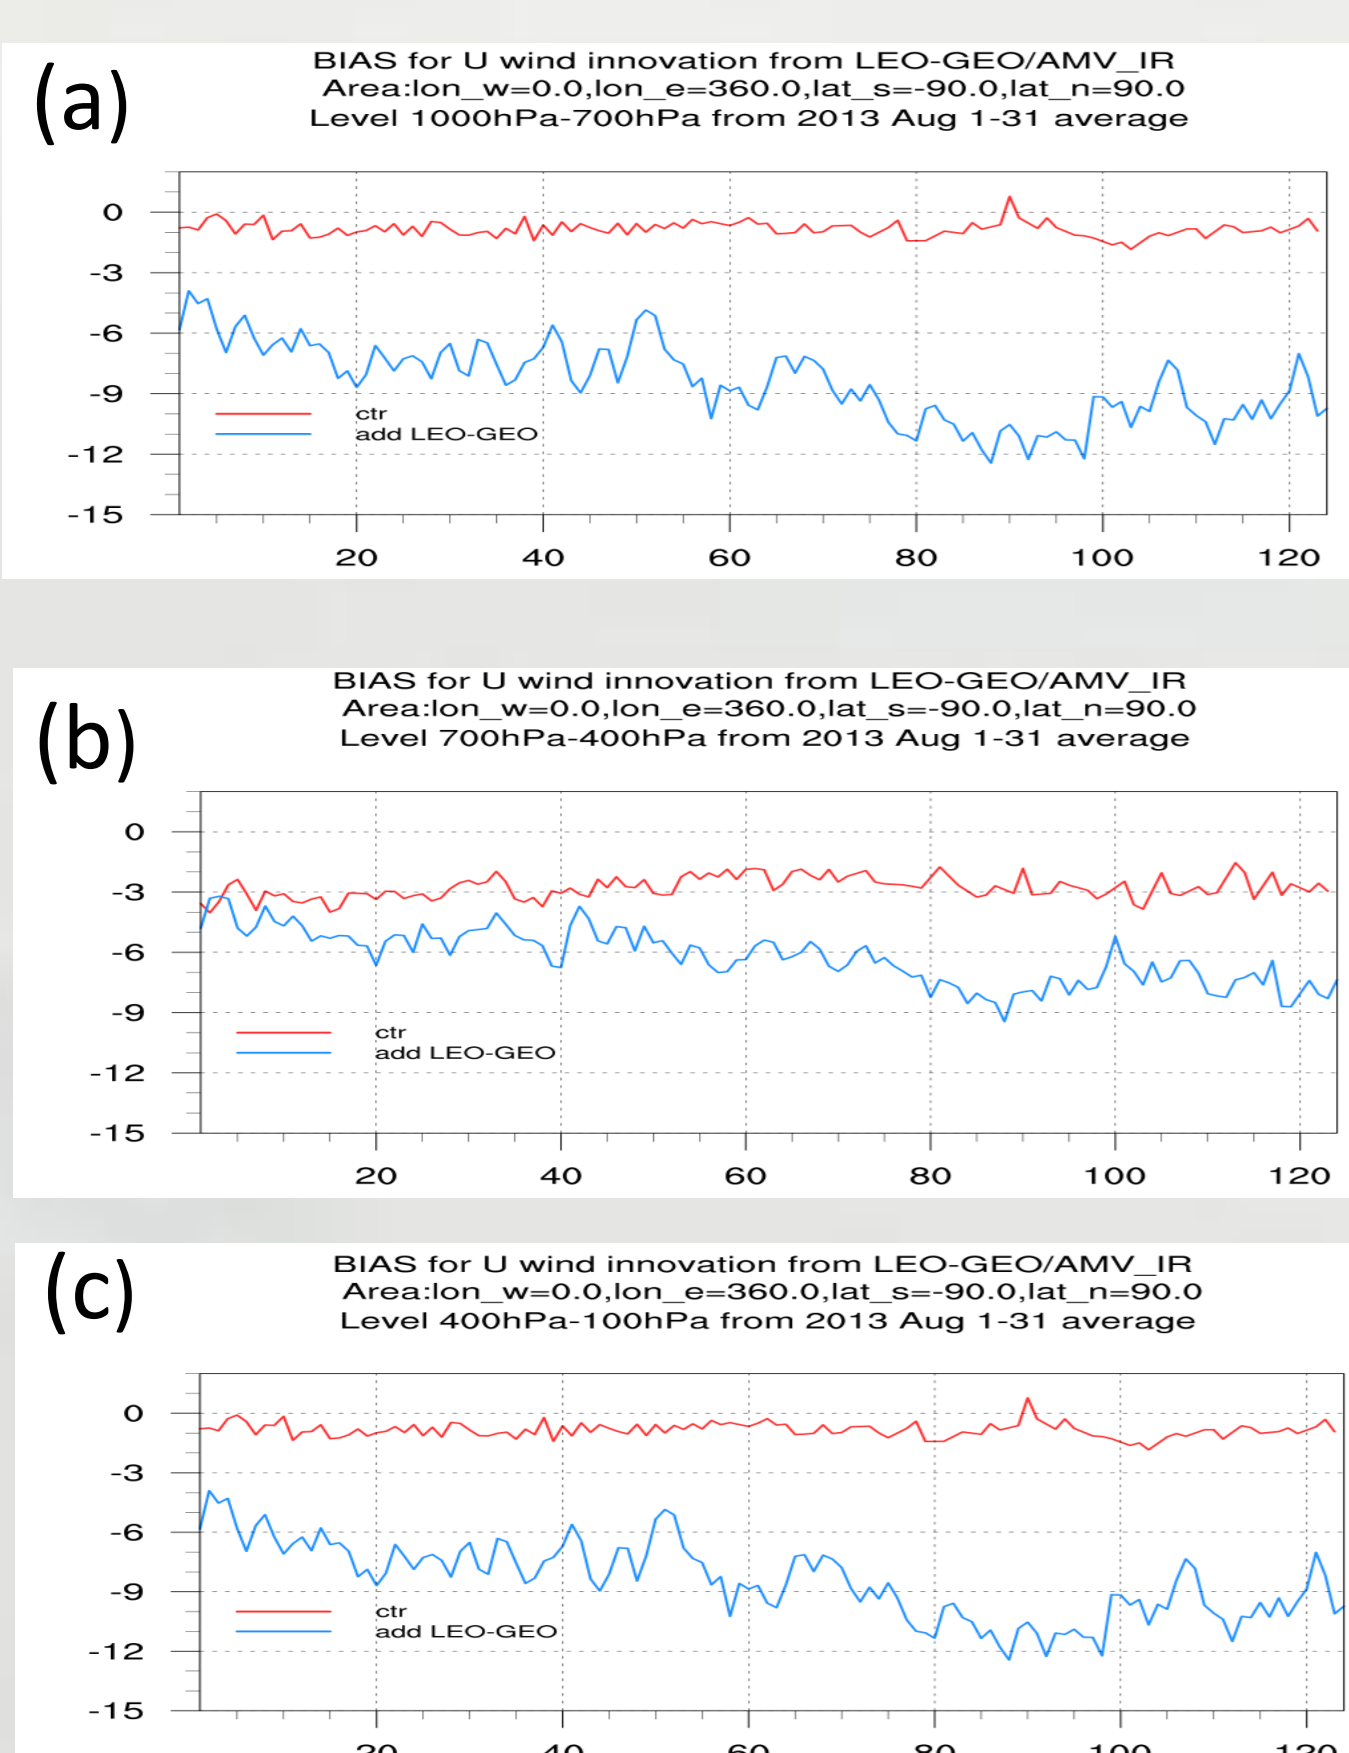 (a)
BIAS for U wind innovation from LEO-GEO/AMV_IR
Area:lon_w=0.0,lon_e=360.0,lat_s=-90.0,lat_n=90.0
Level 1000hPa-700hPa from 2013 Aug 1-31 average
0
-3
-6
-9
-12
-15
ctr
add LEO-GEO
20 40 60 80 100 120
(b)
BIAS for U wind innovation from LEO-GEO/AMV_IR
Area:lon_w=0.0,lon_e=360.0,lat_s=-90.0,lat_n=90.0
Level 700hPa-400hPa from 2013 Aug 1-31 average
0
-3
-6
-9
-12
-15
ctr
add LEO-GEO
20 40 60 80 100 120
(c)
BIAS for U wind innovation from LEO-GEO/AMV_IR
Area:lon_w=0.0,lon_e=360.0,lat_s=-90.0,lat_n=90.0
Level 400hPa-100hPa from 2013 Aug 1-31 average
0
-3
-6
-9
-12
-15
ctr
add LEO-GEO
20 40 60 80 100 120